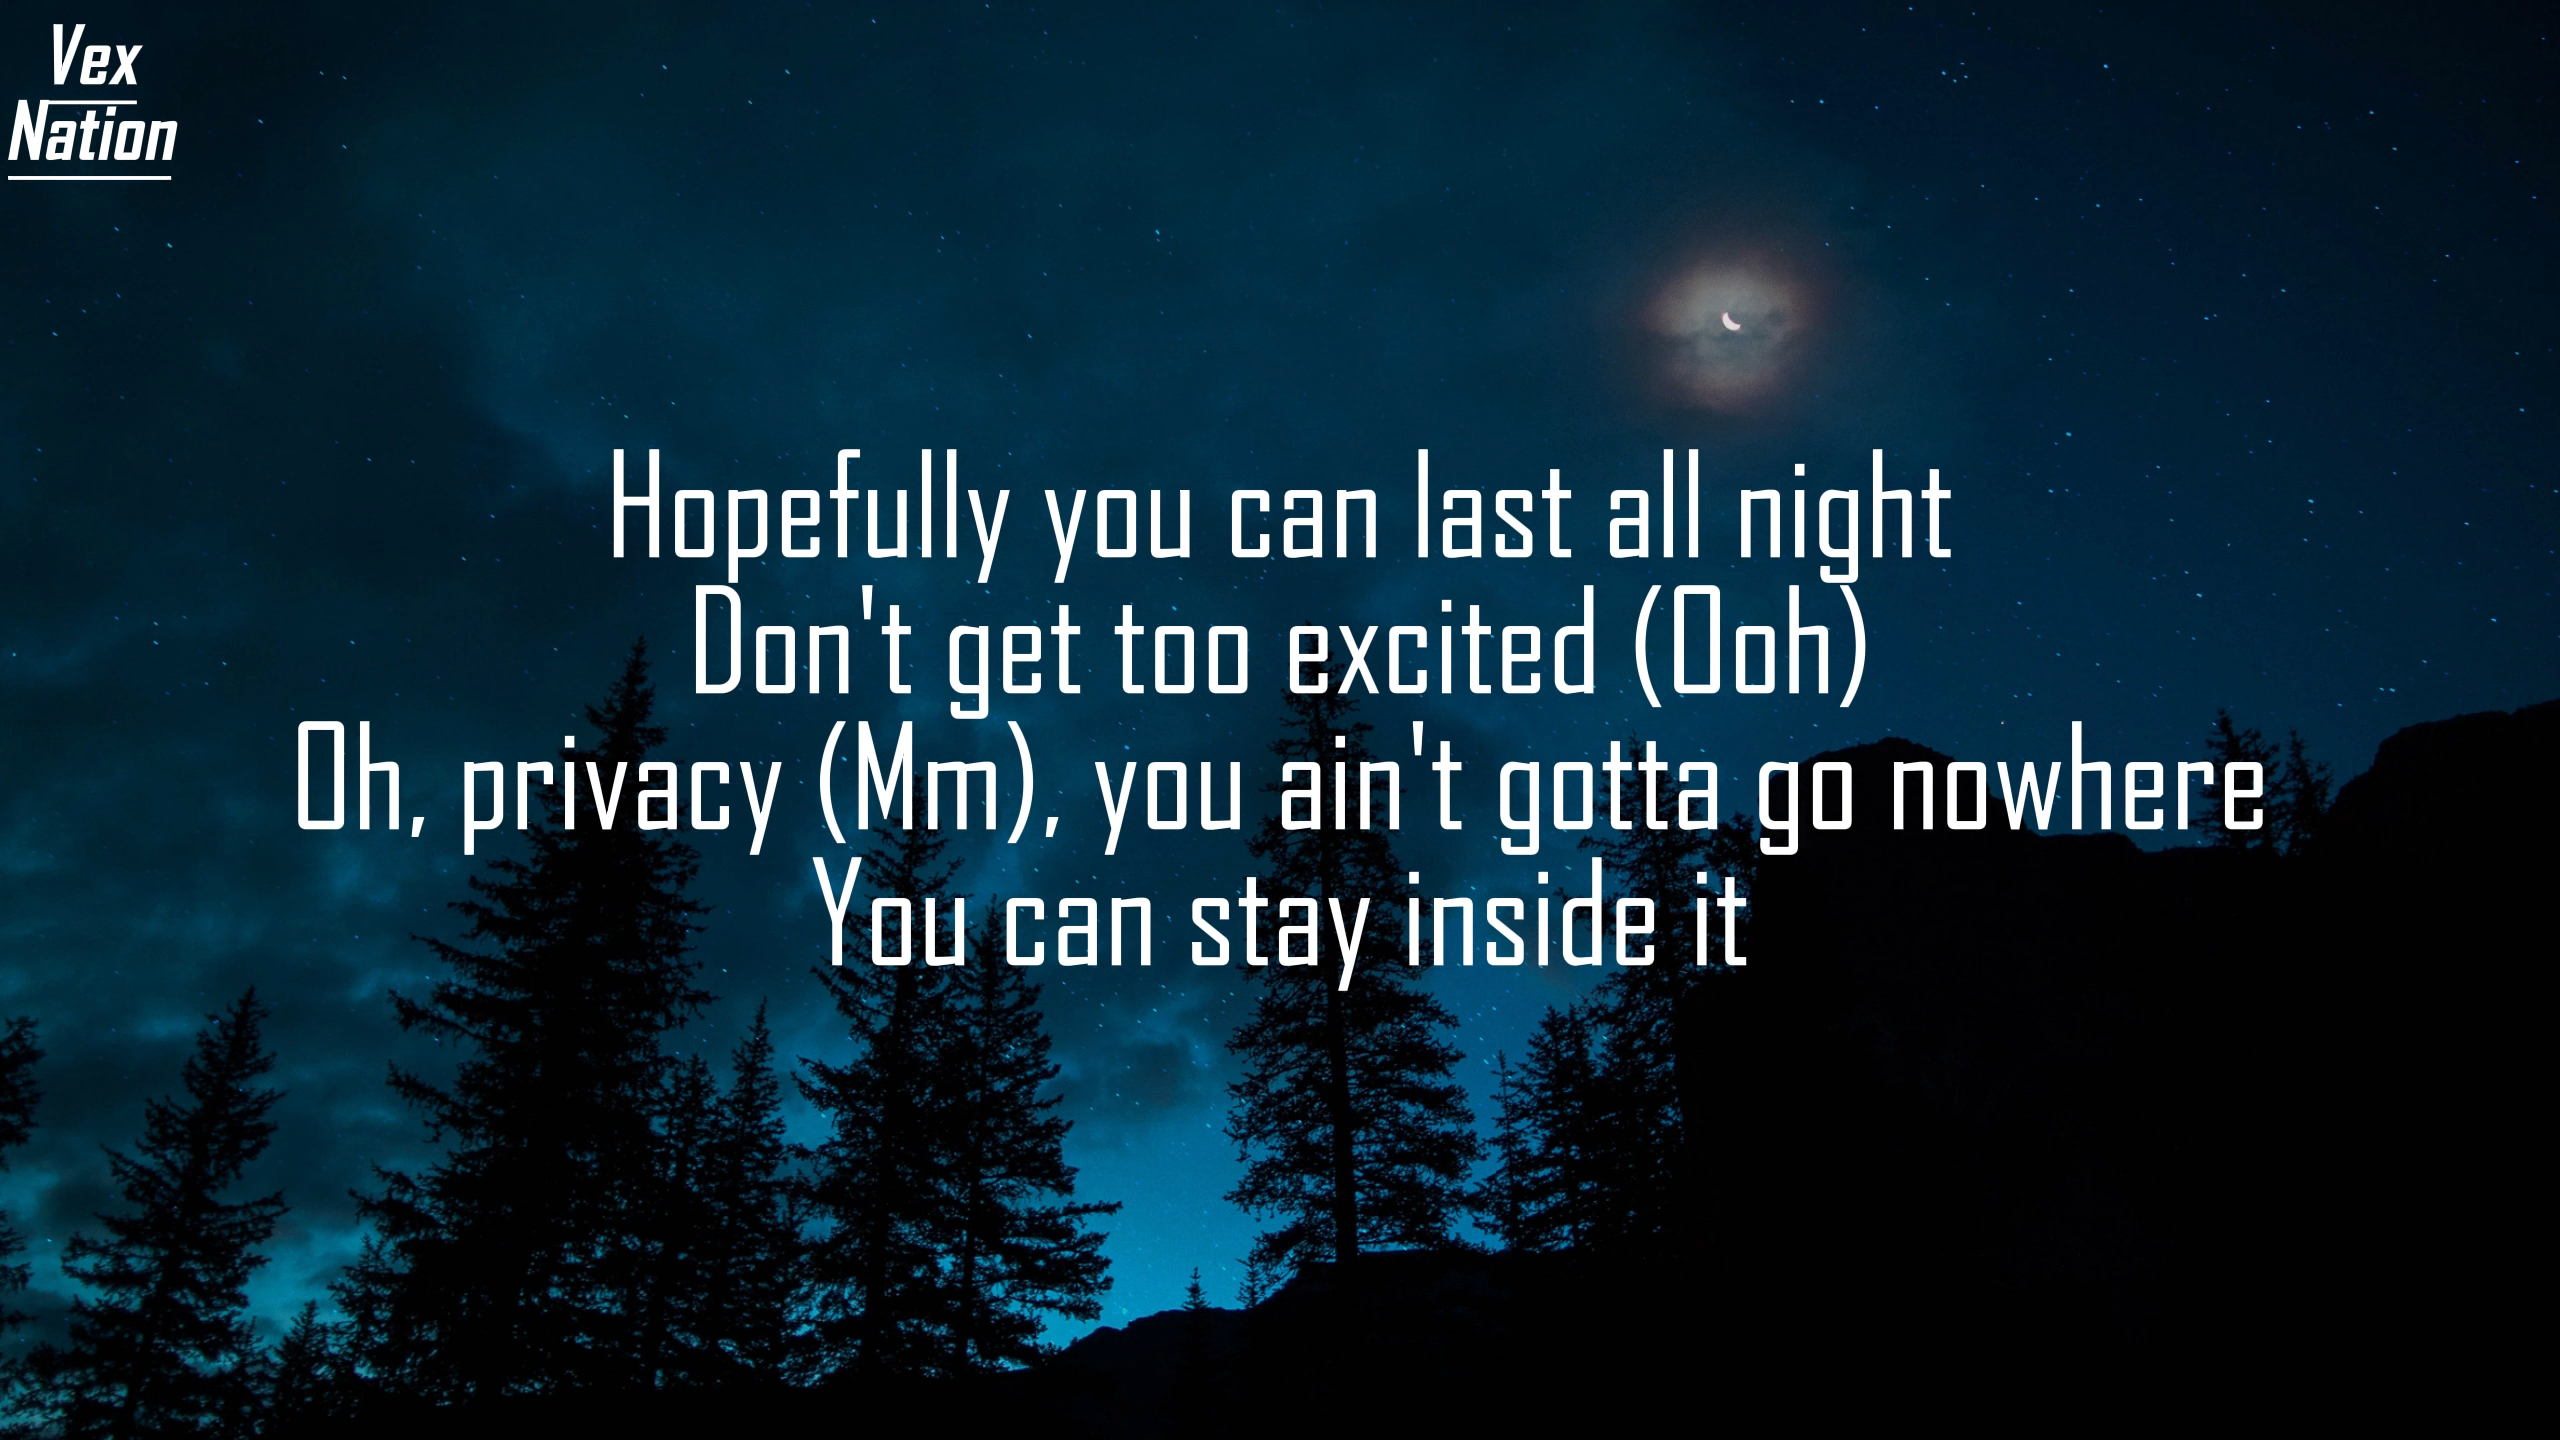 Vex
Nation
Hopefully you can last all night
Don't get too excited (Ooh)
Oh, privacy (Mm), you ain't gotta go nowhere
You can stay inside it